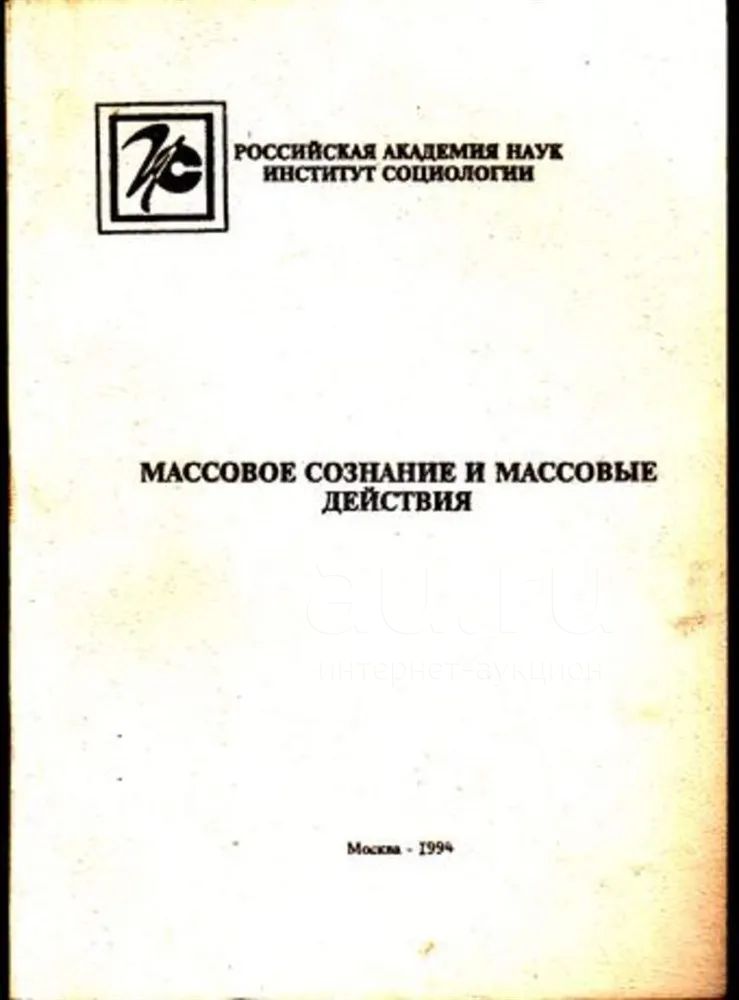 РОССИЙСКАЯ АКАДЕМИЯ НАУК
ИНСТИТУТ СОЦИОЛОГИИ
МАССОВОЕ СОЗНАНИЕ И МАССОВЫЕ
ДЕЙСТВИЯ
au.ru
интернет-аукцион
Москва - 1994